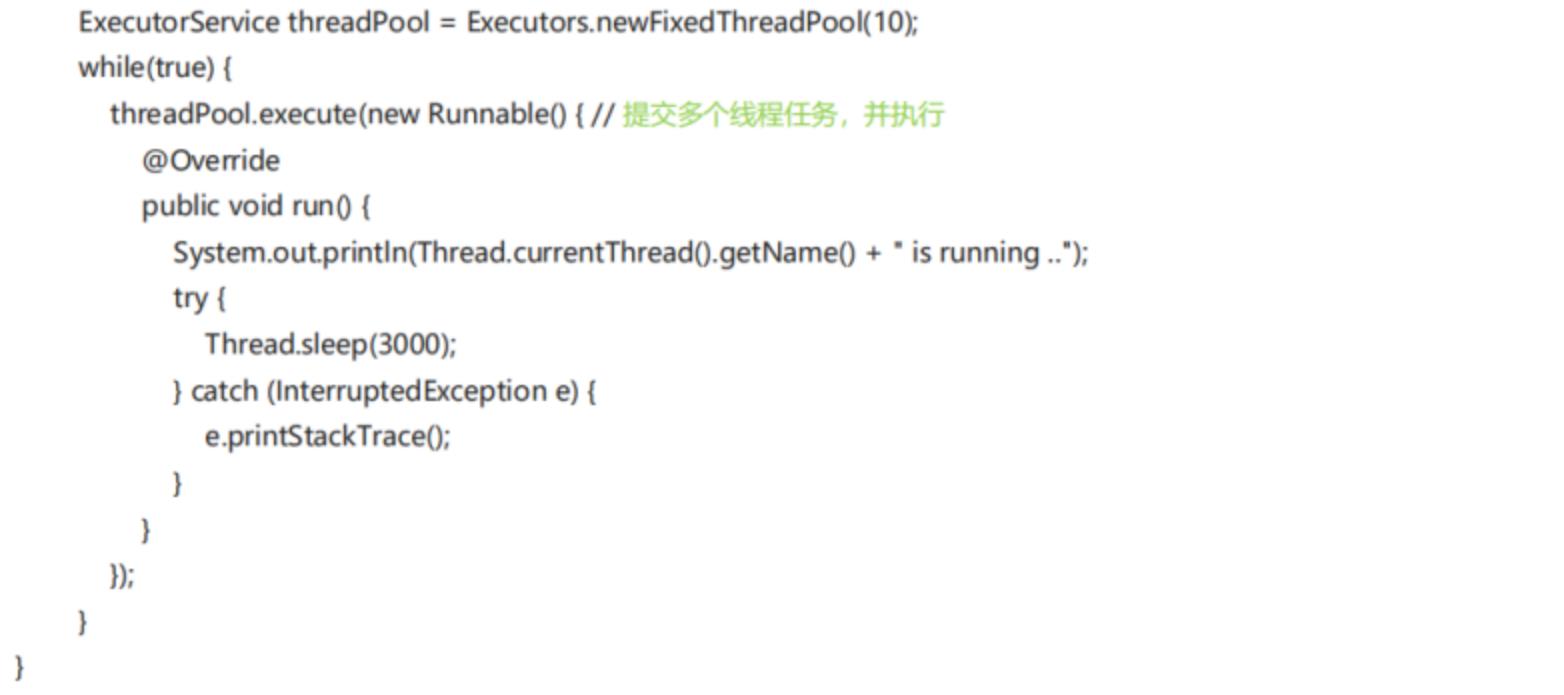 ExecutorService threadPool = Executors.newFixedThreadPool(10);
while(true) {
threadPool.execute(new Runnable() { // 提交多个线程任务，并执行
@Override
public void run() {
System.out.println(Thread.currentThread().getName() + " is running ..");
try {
Thread.sleep(3000);
} catch (InterruptedException e) {
e.printStackTrace();
}
}
});
}
}